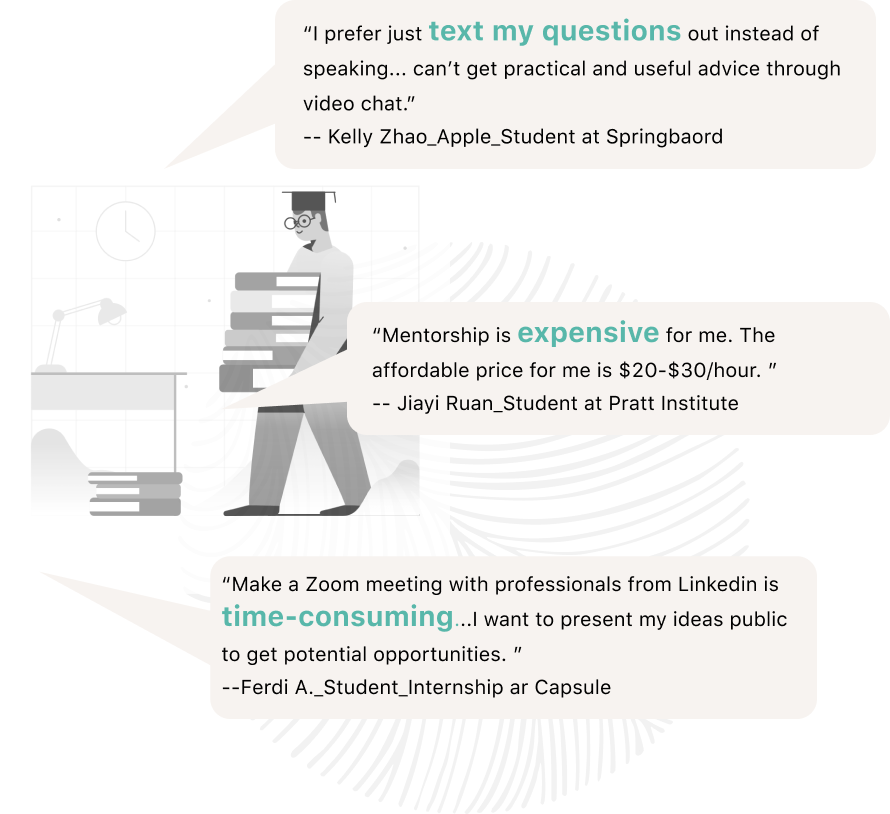 “I prefer just text my questions out instead of
speaking... can’t get practical and useful advice through
video chat.”
-- Kelly Zhao_Apple_Student at Springbaord
“Mentorship is expensive for me. The
affordable price for me is $20-$30/hour. ”
-- Jiayi Ruan_Student at Pratt Institute
“Make a Zoom meeting with professionals from Linkedin is
time-consuming...I want to present my ideas public
to get potential opportunities. ”
--Ferdi A._Student_Internship ar Capsule